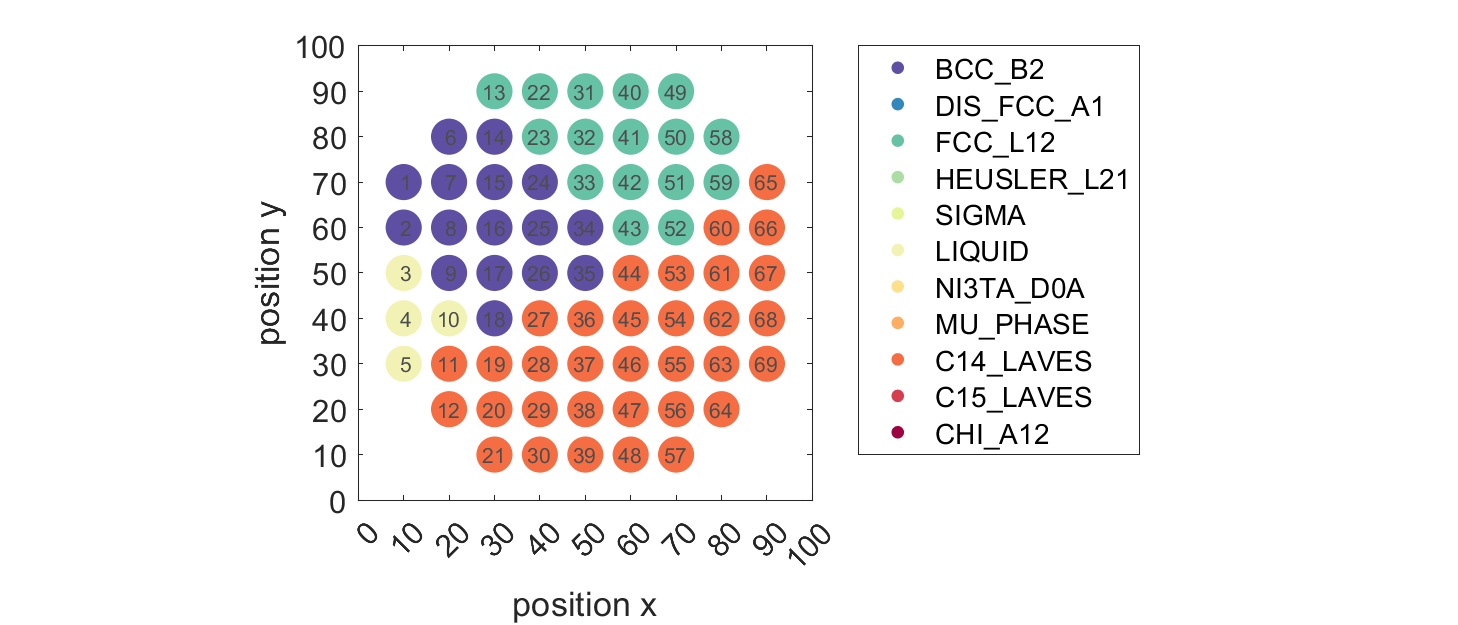 100
90
80
70
60
50
40
30
20
10
0
position y
13 22 31 40 49
6 14 23 32 41 50 58
1 7 15 24 33 42 51 59 65
2 8 16 25 34 43 52 60 66
3 9 17 26 35 44 53 61 67
4 10 18 27 36 45 54 62 68
5 11 19 28 37 46 55 63 69
12 20 29 38 47 56 64
21 30 39 48 57
0 10 20 30 40 50 60 70 80 90 100
position x
BCC_B2
DIS_FCC_A1
FCC_L12
HEUSLER_L21
SIGMA
LIQUID
NI3TA_D0A
MU_PHASE
C14_LAVES
C15_LAVES
CHI_A12